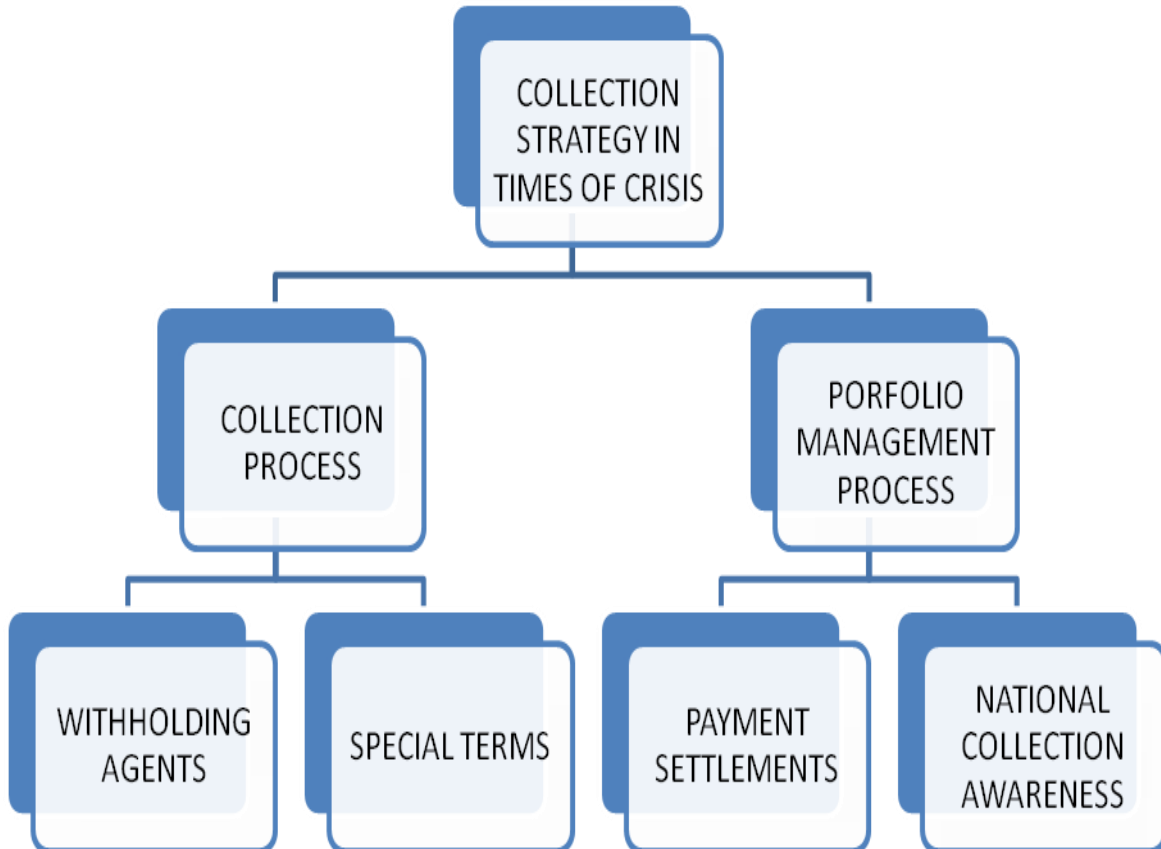 COLLECTION
STRATEGY IN
TIMES OF CRISIS
COLLECTION
PROCESS
PORFOLIO
MANAGEMENT
PROCESS
WITHHOLDING
AGENTS
SPECIAL TERMS
PAYMENT
SETTLEMENTS
NATIONAL
COLLECTION
AWARENESS